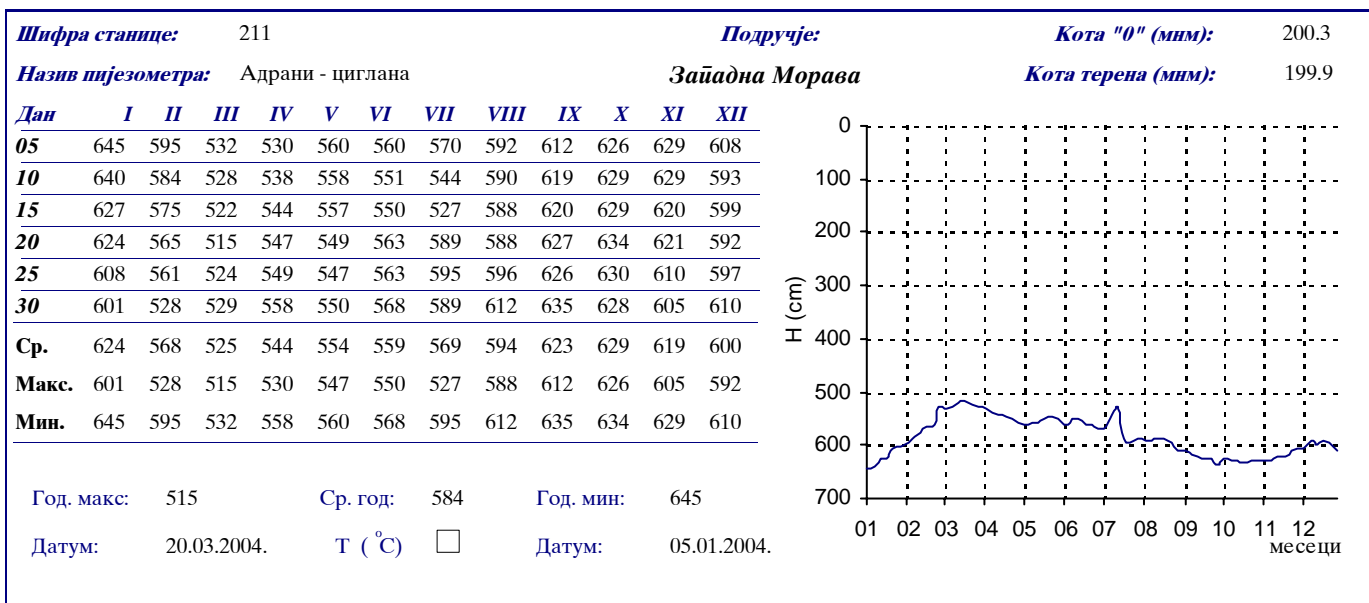 Шифра станице: 211 Подручје: Кота "0" (мнм): 200.3
Назив пијезометра: Адрани - циглана Западна Морава Кота терена (мнм): 199.9
Дан I II III IV V VI VII VIII IX X XI XII
05 645 595 532 530 560 560 570 592 612 626 629 608
10 640 584 528 538 558 551 544 590 619 629 629 593
15 627 575 522 544 557 550 527 588 620 629 620 599
20 624 565 515 547 549 563 589 588 627 634 621 592
25 608 561 524 549 547 563 595 596 626 630 610 597
30 601 528 529 558 550 568 589 612 635 628 605 610
Ср. 624 568 525 544 554 559 569 594 623 629 619 600
Макс. 601 528 515 530 547 550 527 588 612 626 605 592
Мин. 645 595 532 558 560 568 595 612 635 634 629 610
Год. макс: 515 Ср. год: 584 Год. мин: 645
Датум: 20.03.2004. Т (°C) Датум: 05.01.2004.
H (cm)
0
100
200
300
400
500
600
700
01 02 03 04 05 06 07 08 09 10 11 12
месеци